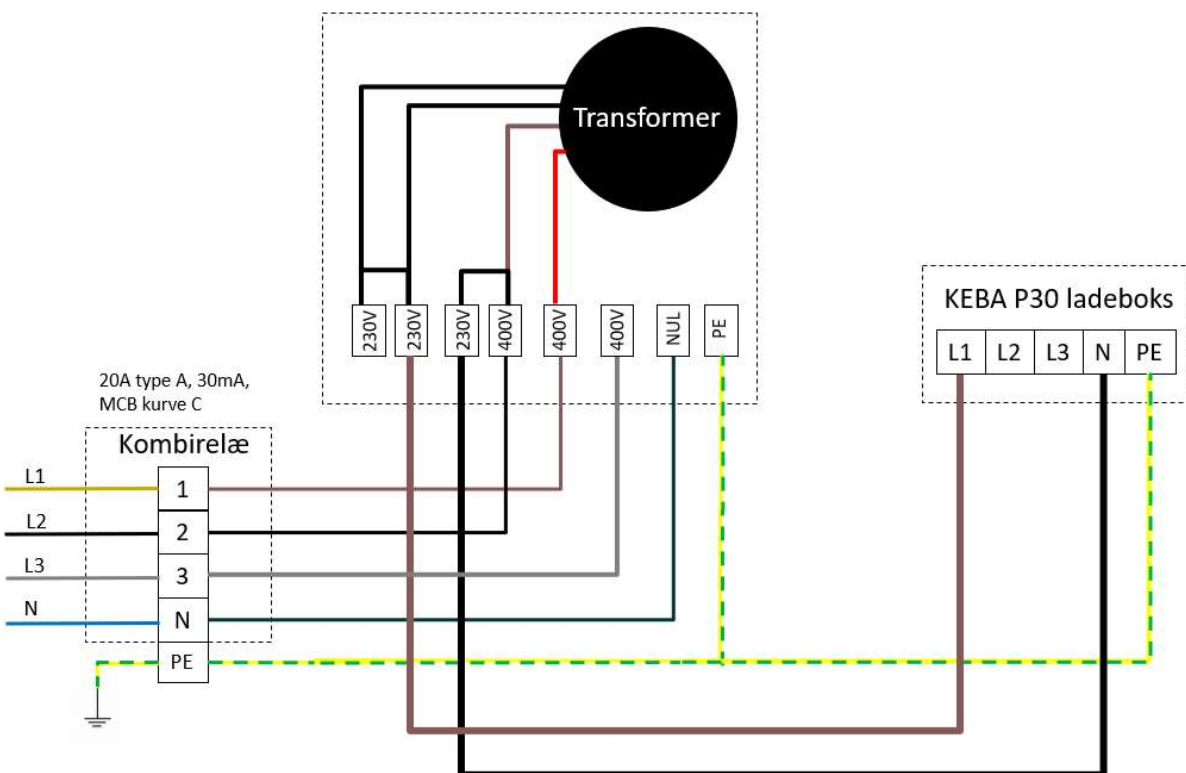 Transformer
230V
230V
230V
400V
400V
400V
NUL
PE
KEBA P30 ladeboks
L1 L2 L3 N PE
20A type A, 30mA,
MCB kurve C
Kombirelæ
L1
1
L2
2
L3
3
N
N
PE